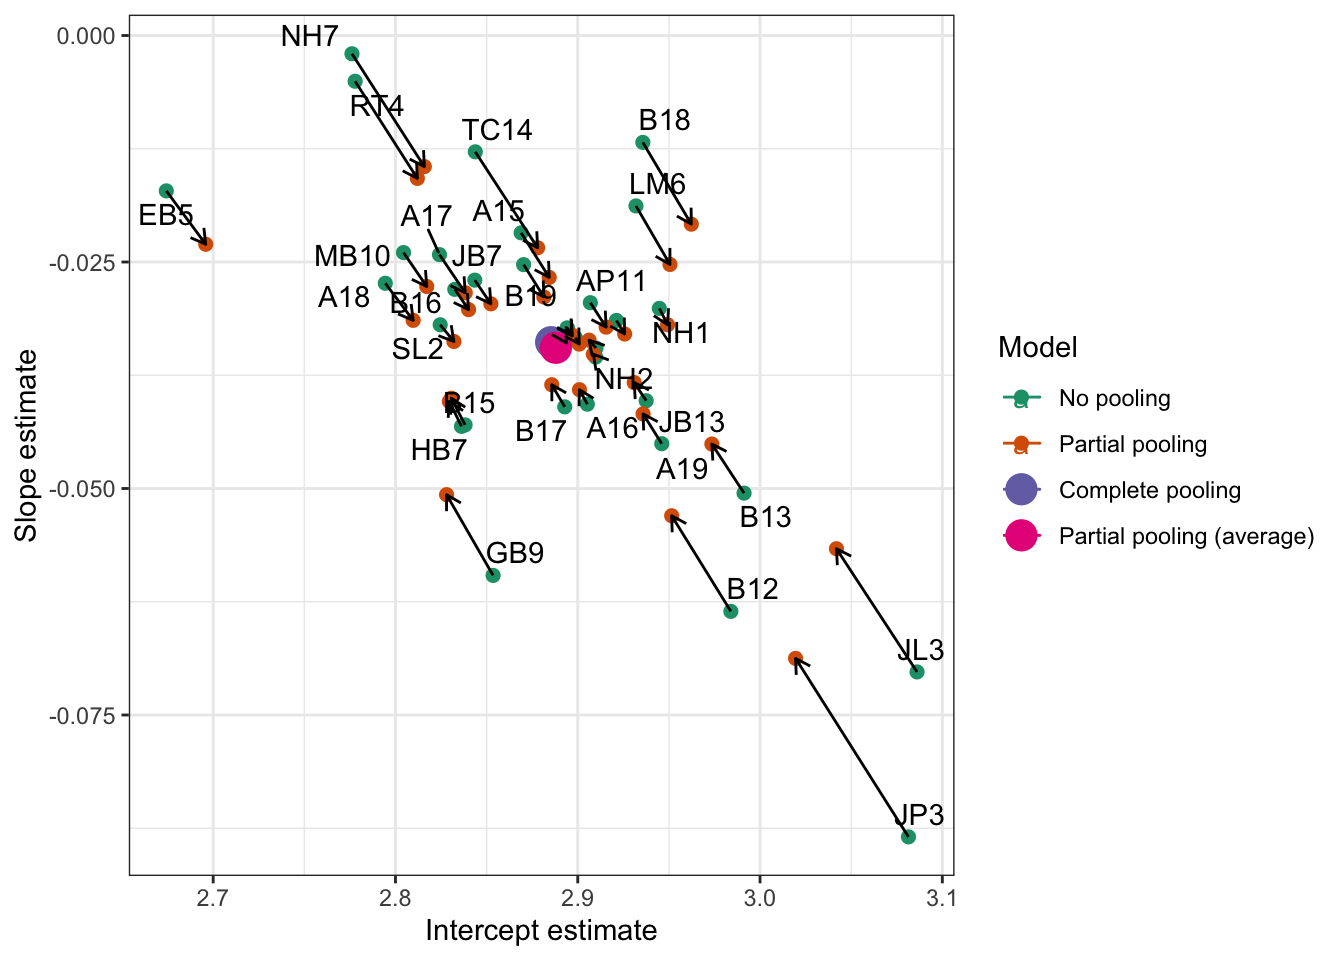 0.000
-0.025
-0.050
-0.075
Slope estimate
NH7
RT4
TC14
B18
LM6
EB5
A17
A15
MB10
JB7
AP11
A18
B16
B19
SL2
NH1
NH2
B15
HB7
B17
A16
JB13
A19
B13
GB9
B12
JL3
JP3
2.7
2.8
2.9
3.0
3.1
Intercept estimate
Model
a No pooling
a Partial pooling
Complete pooling
Partial pooling (average)